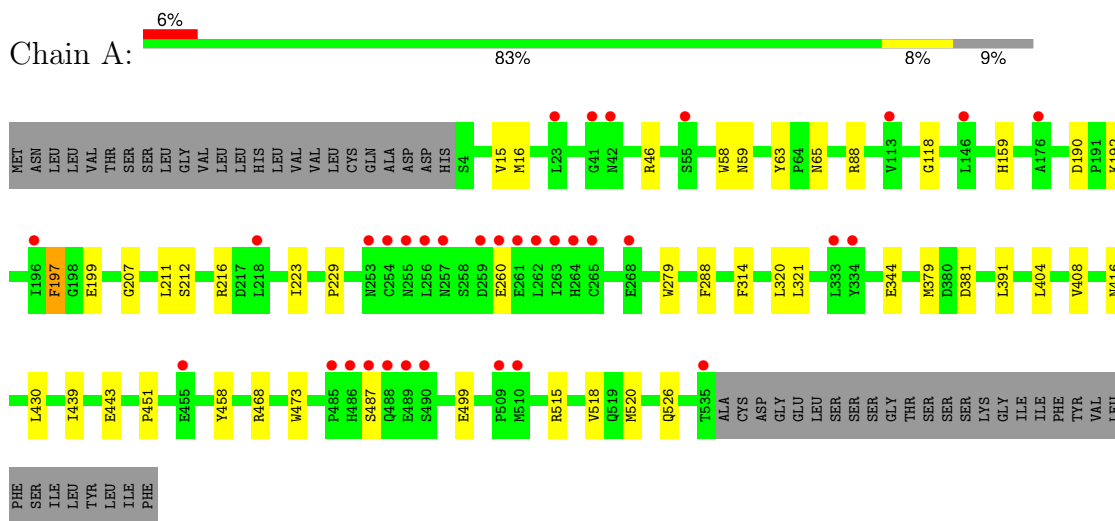 6%
Chain A:
83% 8% 9%
MET ASN LEU LEU VAL THR SER SER LEU GLY VAL LEU LEU HIS LEU VAL VAL LEU CYS GLN ALA ASP ASP HIS S4 V15 M16 L23 G41 N42 R46 S55 W58 N59 Y63 P64 N65 R88 V113 G118 L146 H159 A176 D190 P191 K192
I196 F197 G198 E199 G207 L211 S212 R216 D217 L218 I223 P229 N253 C254 N255 L256 N257 S258 D259 E260 E261 L262 I263 H264 C265 E268 W279 F288 F314 L320 L321 L333 Y334 E344 M379 D380 D381 L391 L404 V408 N416
L430 I439 E443 P451 E455 Y458 R468 W473 P485 H486 S487 Q488 E489 S490 E499 P509 M510 R515 V518 Q519 M520 Q526 T535 ALA CYS ASP GLY GLU LEU SER SER SER GLY THR SER SER SER LYS GLY ILE ILE PHE TYR VAL LEU
PHE SER ILE LEU TYR LEU ILE PHE